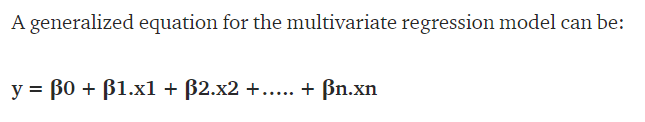 A generalized equation for the multivariate regression model can be:
y = β0 + β1.x1 + β2.x2 +..... + βn.xn